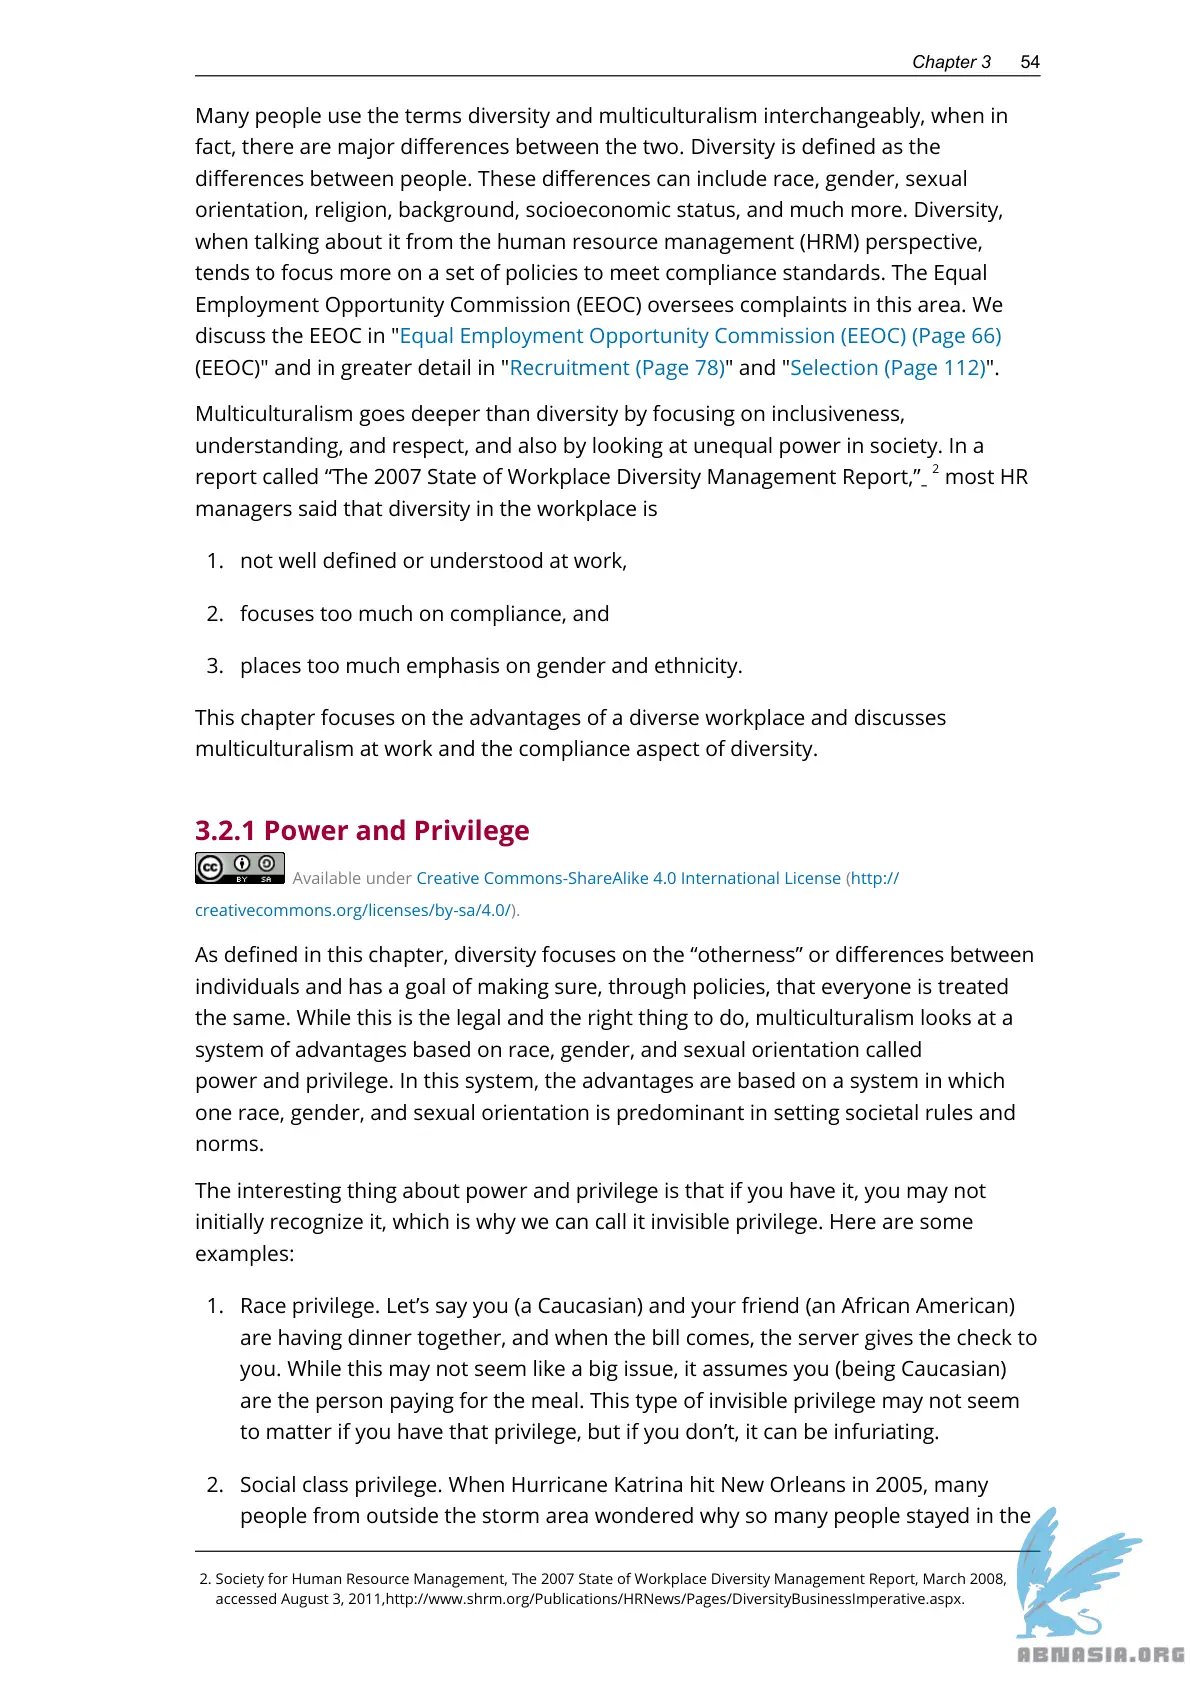 Chapter 3 54
Many people use the terms diversity and multiculturalism interchangeably, when in
fact, there are major differences between the two. Diversity is defined as the
differences between people. These differences can include race, gender, sexual
orientation, religion, background, socioeconomic status, and much more. Diversity,
when talking about it from the human resource management (HRM) perspective,
tends to focus more on a set of policies to meet compliance standards. The Equal
Employment Opportunity Commission (EEOC) oversees complaints in this area. We
discuss the EEOC in "Equal Employment Opportunity Commission (EEOC) (Page 66)
(EEOC)" and in greater detail in "Recruitment (Page 78)" and "Selection (Page 112)".
Multiculturalism goes deeper than diversity by focusing on inclusiveness,
understanding, and respect, and also by looking at unequal power in society. In a
report called “The 2007 State of Workplace Diversity Management Report,”_ 2 most HR
managers said that diversity in the workplace is
1. not well defined or understood at work,
2. focuses too much on compliance, and
3. places too much emphasis on gender and ethnicity.
This chapter focuses on the advantages of a diverse workplace and discusses
multiculturalism at work and the compliance aspect of diversity.
3.2.1 Power and Privilege
cc BY SA Available under Creative Commons-ShareAlike 4.0 International License (http://
creativecommons.org/licenses/by-sa/4.0/).
As defined in this chapter, diversity focuses on the “otherness” or differences between
individuals and has a goal of making sure, through policies, that everyone is treated
the same. While this is the legal and the right thing to do, multiculturalism looks at a
system of advantages based on race, gender, and sexual orientation called
power and privilege. In this system, the advantages are based on a system in which
one race, gender, and sexual orientation is predominant in setting societal rules and
norms.
The interesting thing about power and privilege is that if you have it, you may not
initially recognize it, which is why we can call it invisible privilege. Here are some
examples:
1. Race privilege. Let’s say you (a Caucasian) and your friend (an African American)
are having dinner together, and when the bill comes, the server gives the check to
you. While this may not seem like a big issue, it assumes you (being Caucasian)
are the person paying for the meal. This type of invisible privilege may not seem
to matter if you have that privilege, but if you don’t, it can be infuriating.
2. Social class privilege. When Hurricane Katrina hit New Orleans in 2005, many
people from outside the storm area wondered why so many people stayed in the
2. Society for Human Resource Management, The 2007 State of Workplace Diversity Management Report, March 2008,
accessed August 3, 2011,http://www.shrm.org/Publications/HRNews/Pages/DiversityBusinessImperative.aspx.
ABNASIA.ORG